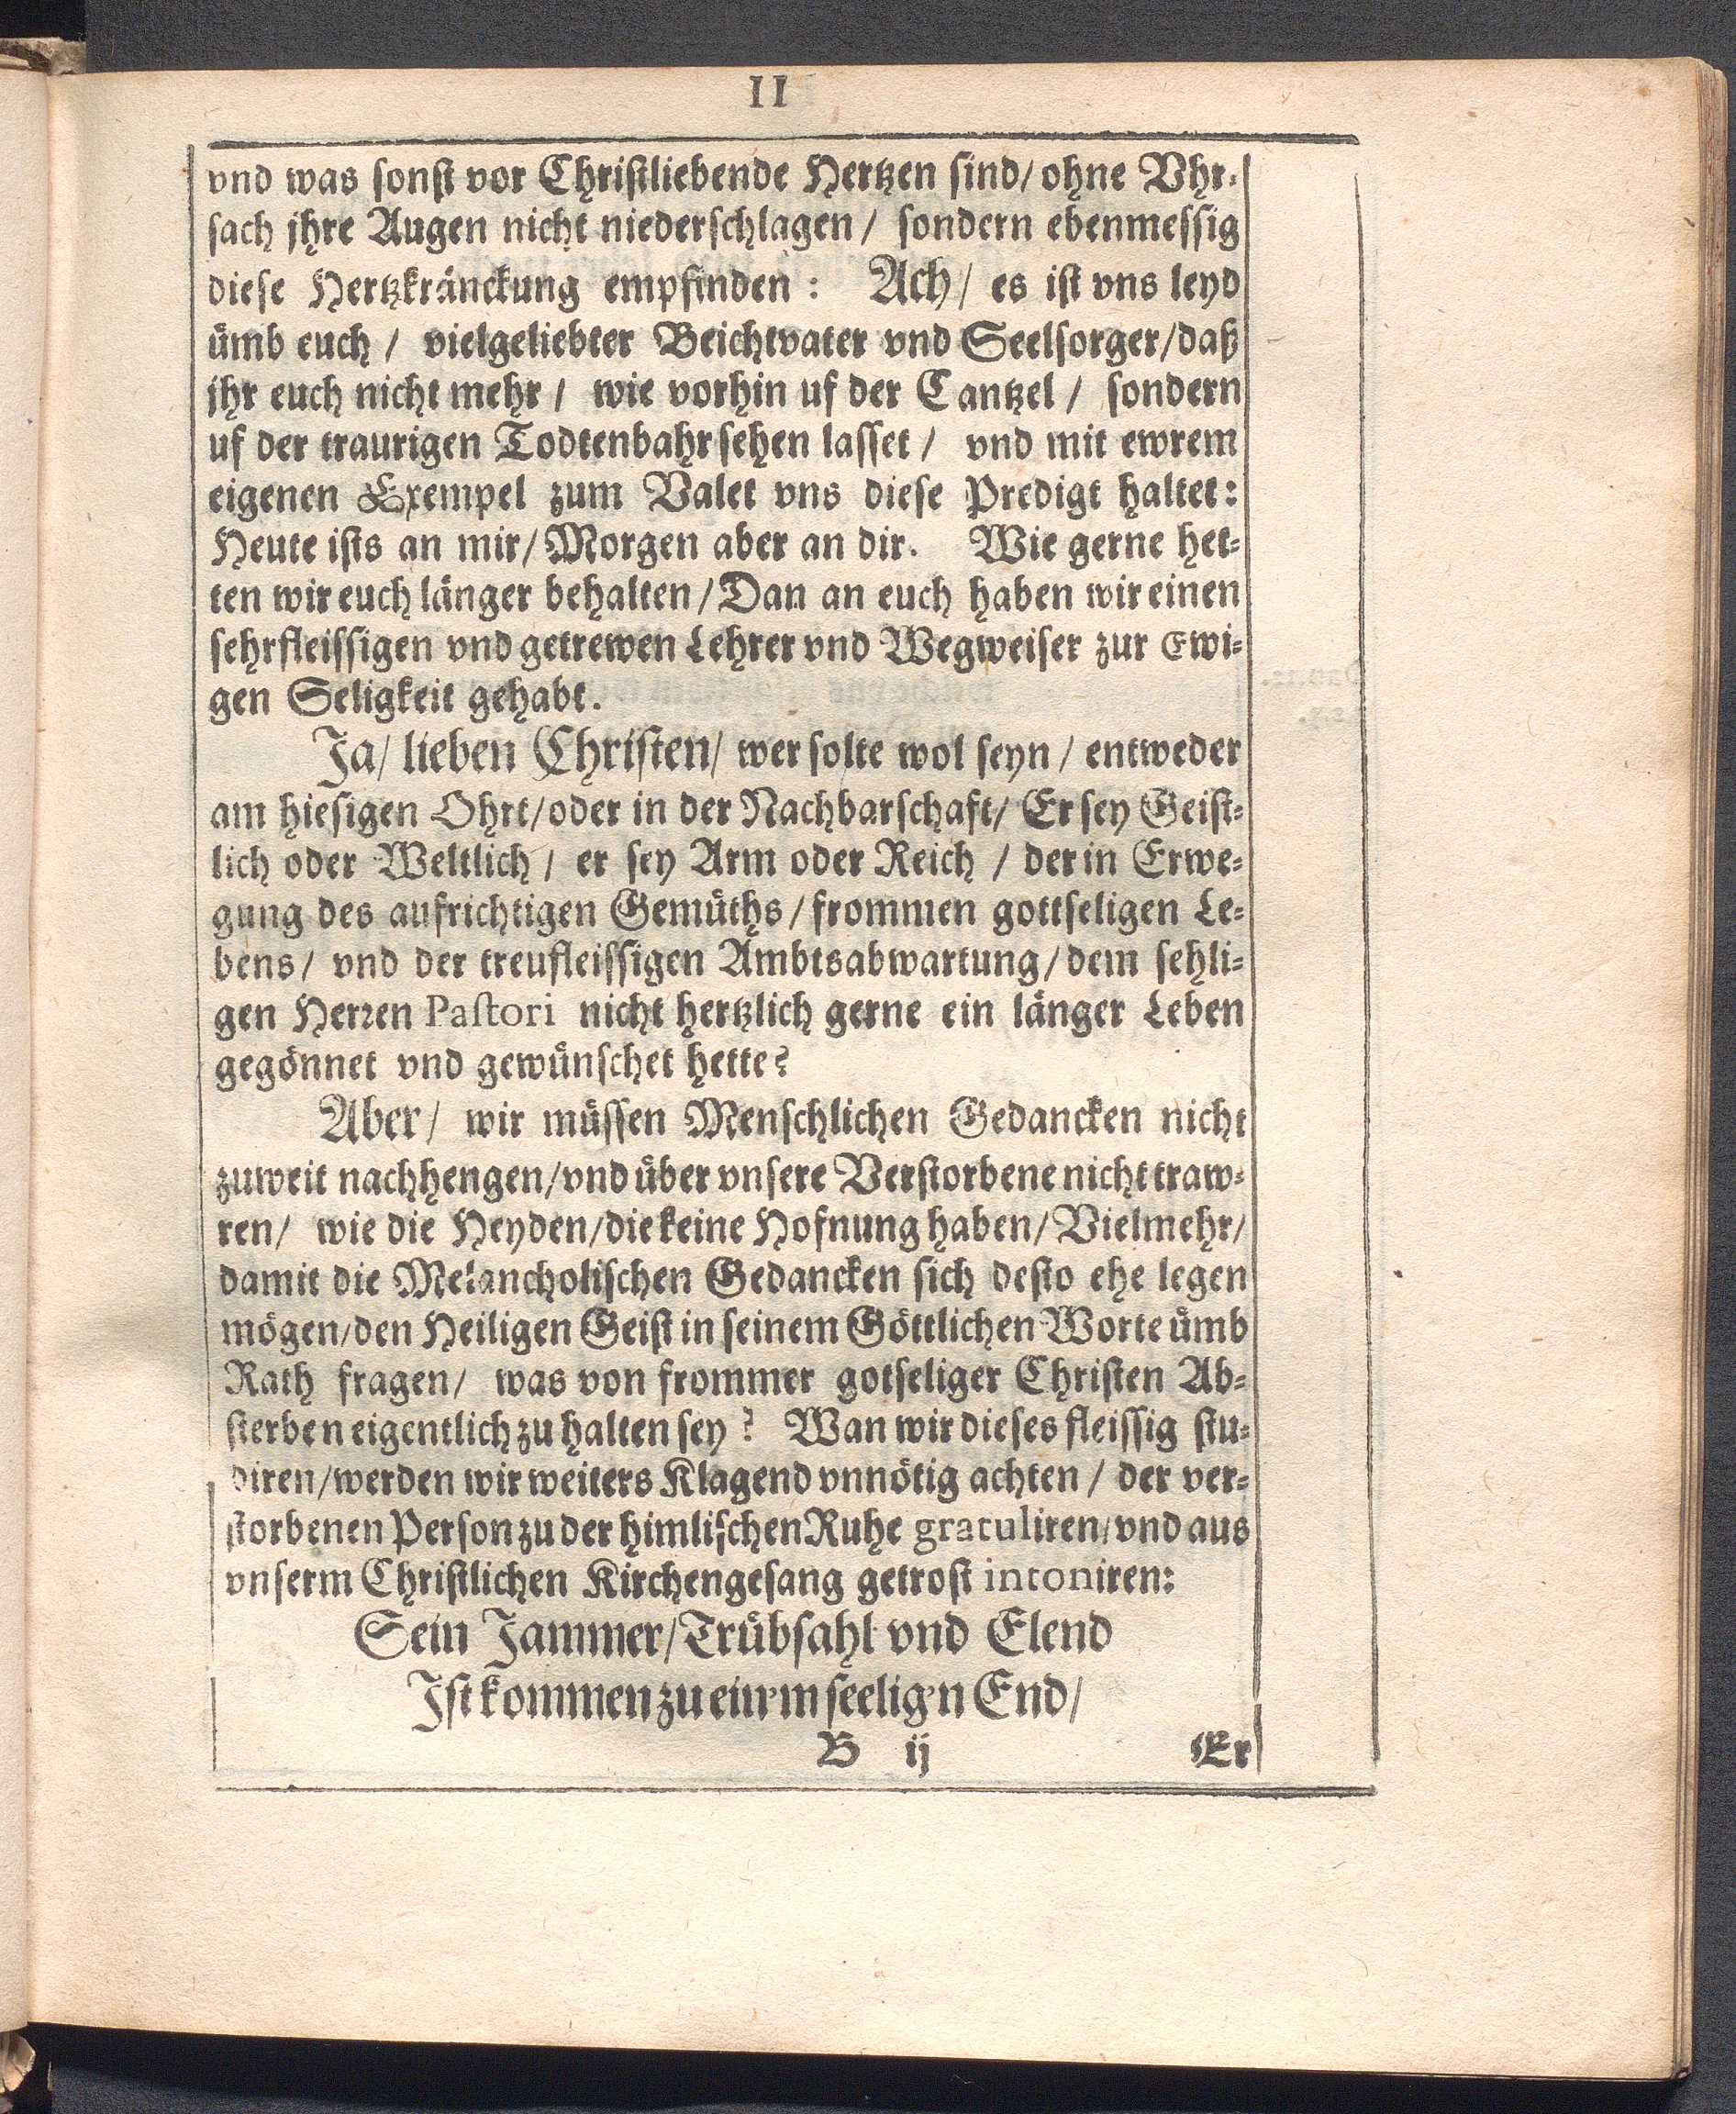 11
vnd was sonst vor Christliebende Hertzen sind/ ohne Vhr-
sach jhre Augen nicht niederschlagen/ sondern ebenmessig
diese Hertzkränckung empfinden: Ach/ es ist vns leyd
ümb euch/ vielgeliebter Beichtvater vnd Seelsorger/daß
jhr euch nicht mehr/ wie vorhin uf der Cantzel/ sondern
uf der traurigen Todtenbahr sehen lasset/ vnd mit ewrem
eigenen Exempel zum Valet vns diese Predigt haltet:
Heute ists an mir/ Morgen aber an dir. Wie gerne het-
ten wir euch länger behalten/ Dan an euch haben wir einen
sehrfleissigen vnd getrewen Lehrer vnd Wegweiser zur Ewi-
gen Seligkeit gehabt.
Ja/ lieben Christen/ wer solte wol seyn/ entweder
am hiesigen Ohrt/oder in der Nachbarschaft/ Er sey Geist-
lich oder Weltlich/ er sey Arm oder Reich/ der in Erwe-
gung des aufrichtigen Gemüths/ frommen gottseligen Le-
bens/ vnd der treufleissigen Ambtsabwartung/dem sehli-
gen Herren Pastori nicht hertzlich gerne ein länger Leben
gegönnet vnd gewünschet hette?
Aber/ wir müssen Menschlichen Gedancken nicht
zuweit nachhengen/vnd über vnsere Verstorbene nicht traw-
ren/ wie die Heyden/die keine Hofnung haben/ Vielmehr/
damit die Melancholischen Gedancken sich desto ehe legen
mögen/den Heiligen Geist in seinem Göttlichen Worte ümb
Rath fragen/ was von frommer gotseliger Christen Ab-
sterben eigentlich zu halten sey? Wan wir dieses fleissig stu-
diren/werden wir weiters Klagend vnnötig achten/ der ver-
storbenen Person zu der himlischen Ruhe gratuliren/vnd aus
vnserm Christlichen Kirchengesang getrost intoniren:
Sein Jammer/Trübsahl vnd Elend
Ist kommen zu ein'm seelig'n End/
B ij Er